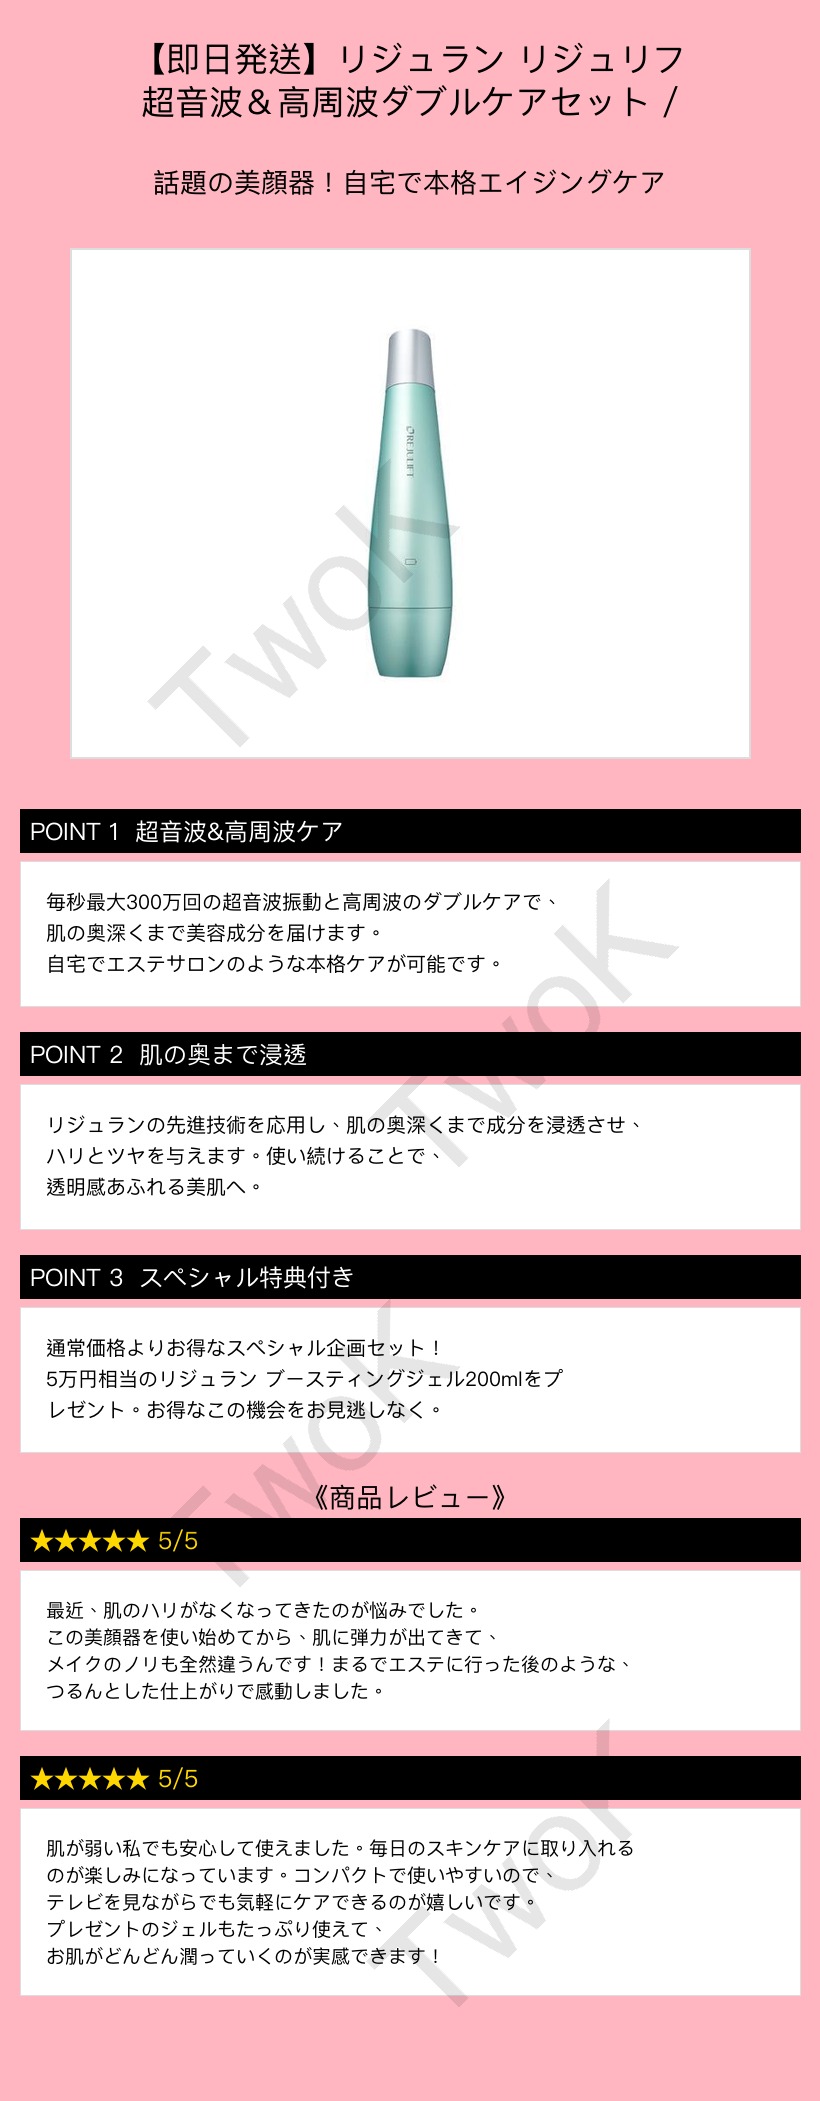 【即日発送】リジュラン リジュリフ
超音波＆高周波ダブルケアセット /
話題の美顔器！自宅で本格エイジングケア
REJULIFT
TwoK
POINT 1 超音波&高周波ケア
毎秒最大300万回の超音波振動と高周波のダブルケアで、
肌の奥深くまで美容成分を届けます。
自宅でエステサロンのような本格ケアが可能です。
TwoK
POINT 2 肌の奥まで浸透
リジュランの先進技術を応用し、肌の奥深くまで成分を浸透させ、
ハリとツヤを与えます。使い続けることで、
透明感あふれる美肌へ。
POINT 3 スペシャル特典付き
通常価格よりお得なスペシャル企画セット！
5万円相当のリジュラン ブースティングジェル200mlをプ
レゼント。お得なこの機会をお見逃しなく。
TwoK
《商品レビュー》
★★★★★ 5/5
最近、肌のハリがなくなってきたのが悩みでした。
この美顔器を使い始めてから、肌に弾力が出てきて、
メイクのノリも全然違うんです！まるでエステに行った後のような、
つるんとした仕上がりで感動しました。
★★★★★ 5/5
肌が弱い私でも安心して使えました。毎日のスキンケアに取り入れる
のが楽しみになっています。コンパクトで使いやすいので、
テレビを見ながらでも気軽にケアできるのが嬉しいです。
プレゼントのジェルもたっぷり使えて、
お肌がどんどん潤っていくのが実感できます！
TwoK